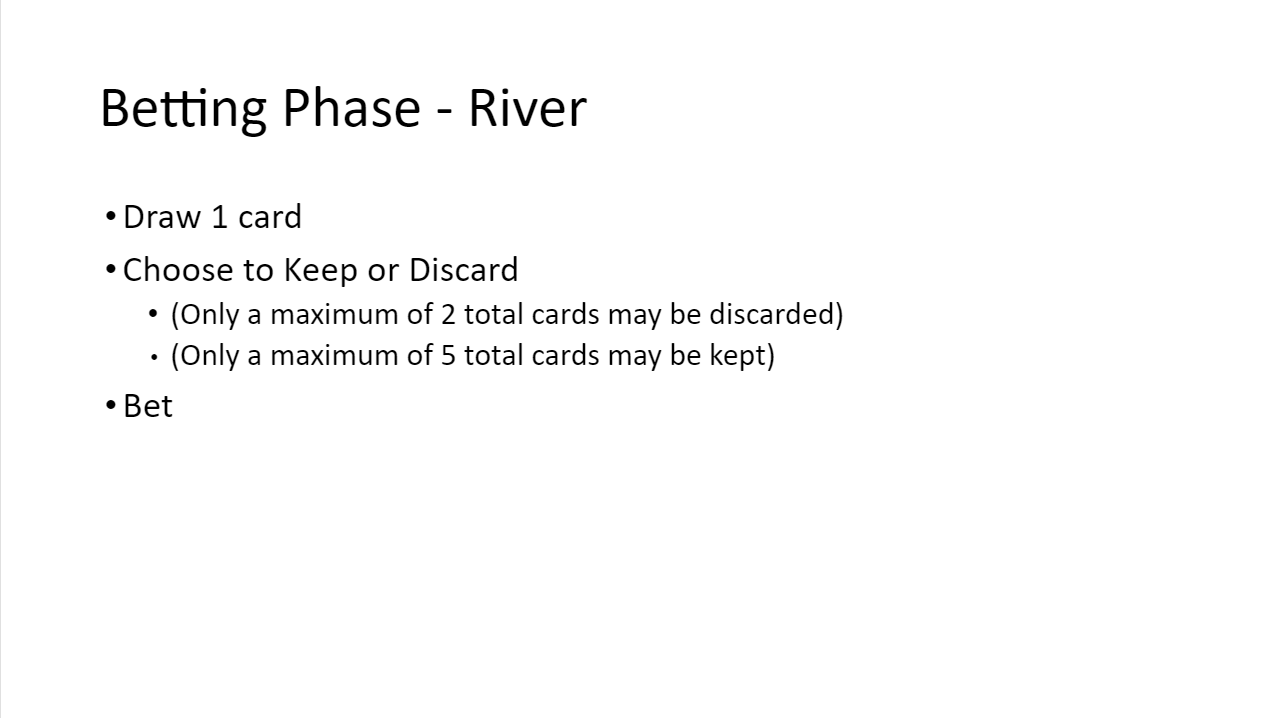 Betting Phase - River
• Draw 1 card
• Choose to Keep or Discard
• (Only a maximum of 2 total cards may be discarded)
• (Only a maximum of 5 total cards may be kept)
• Bet